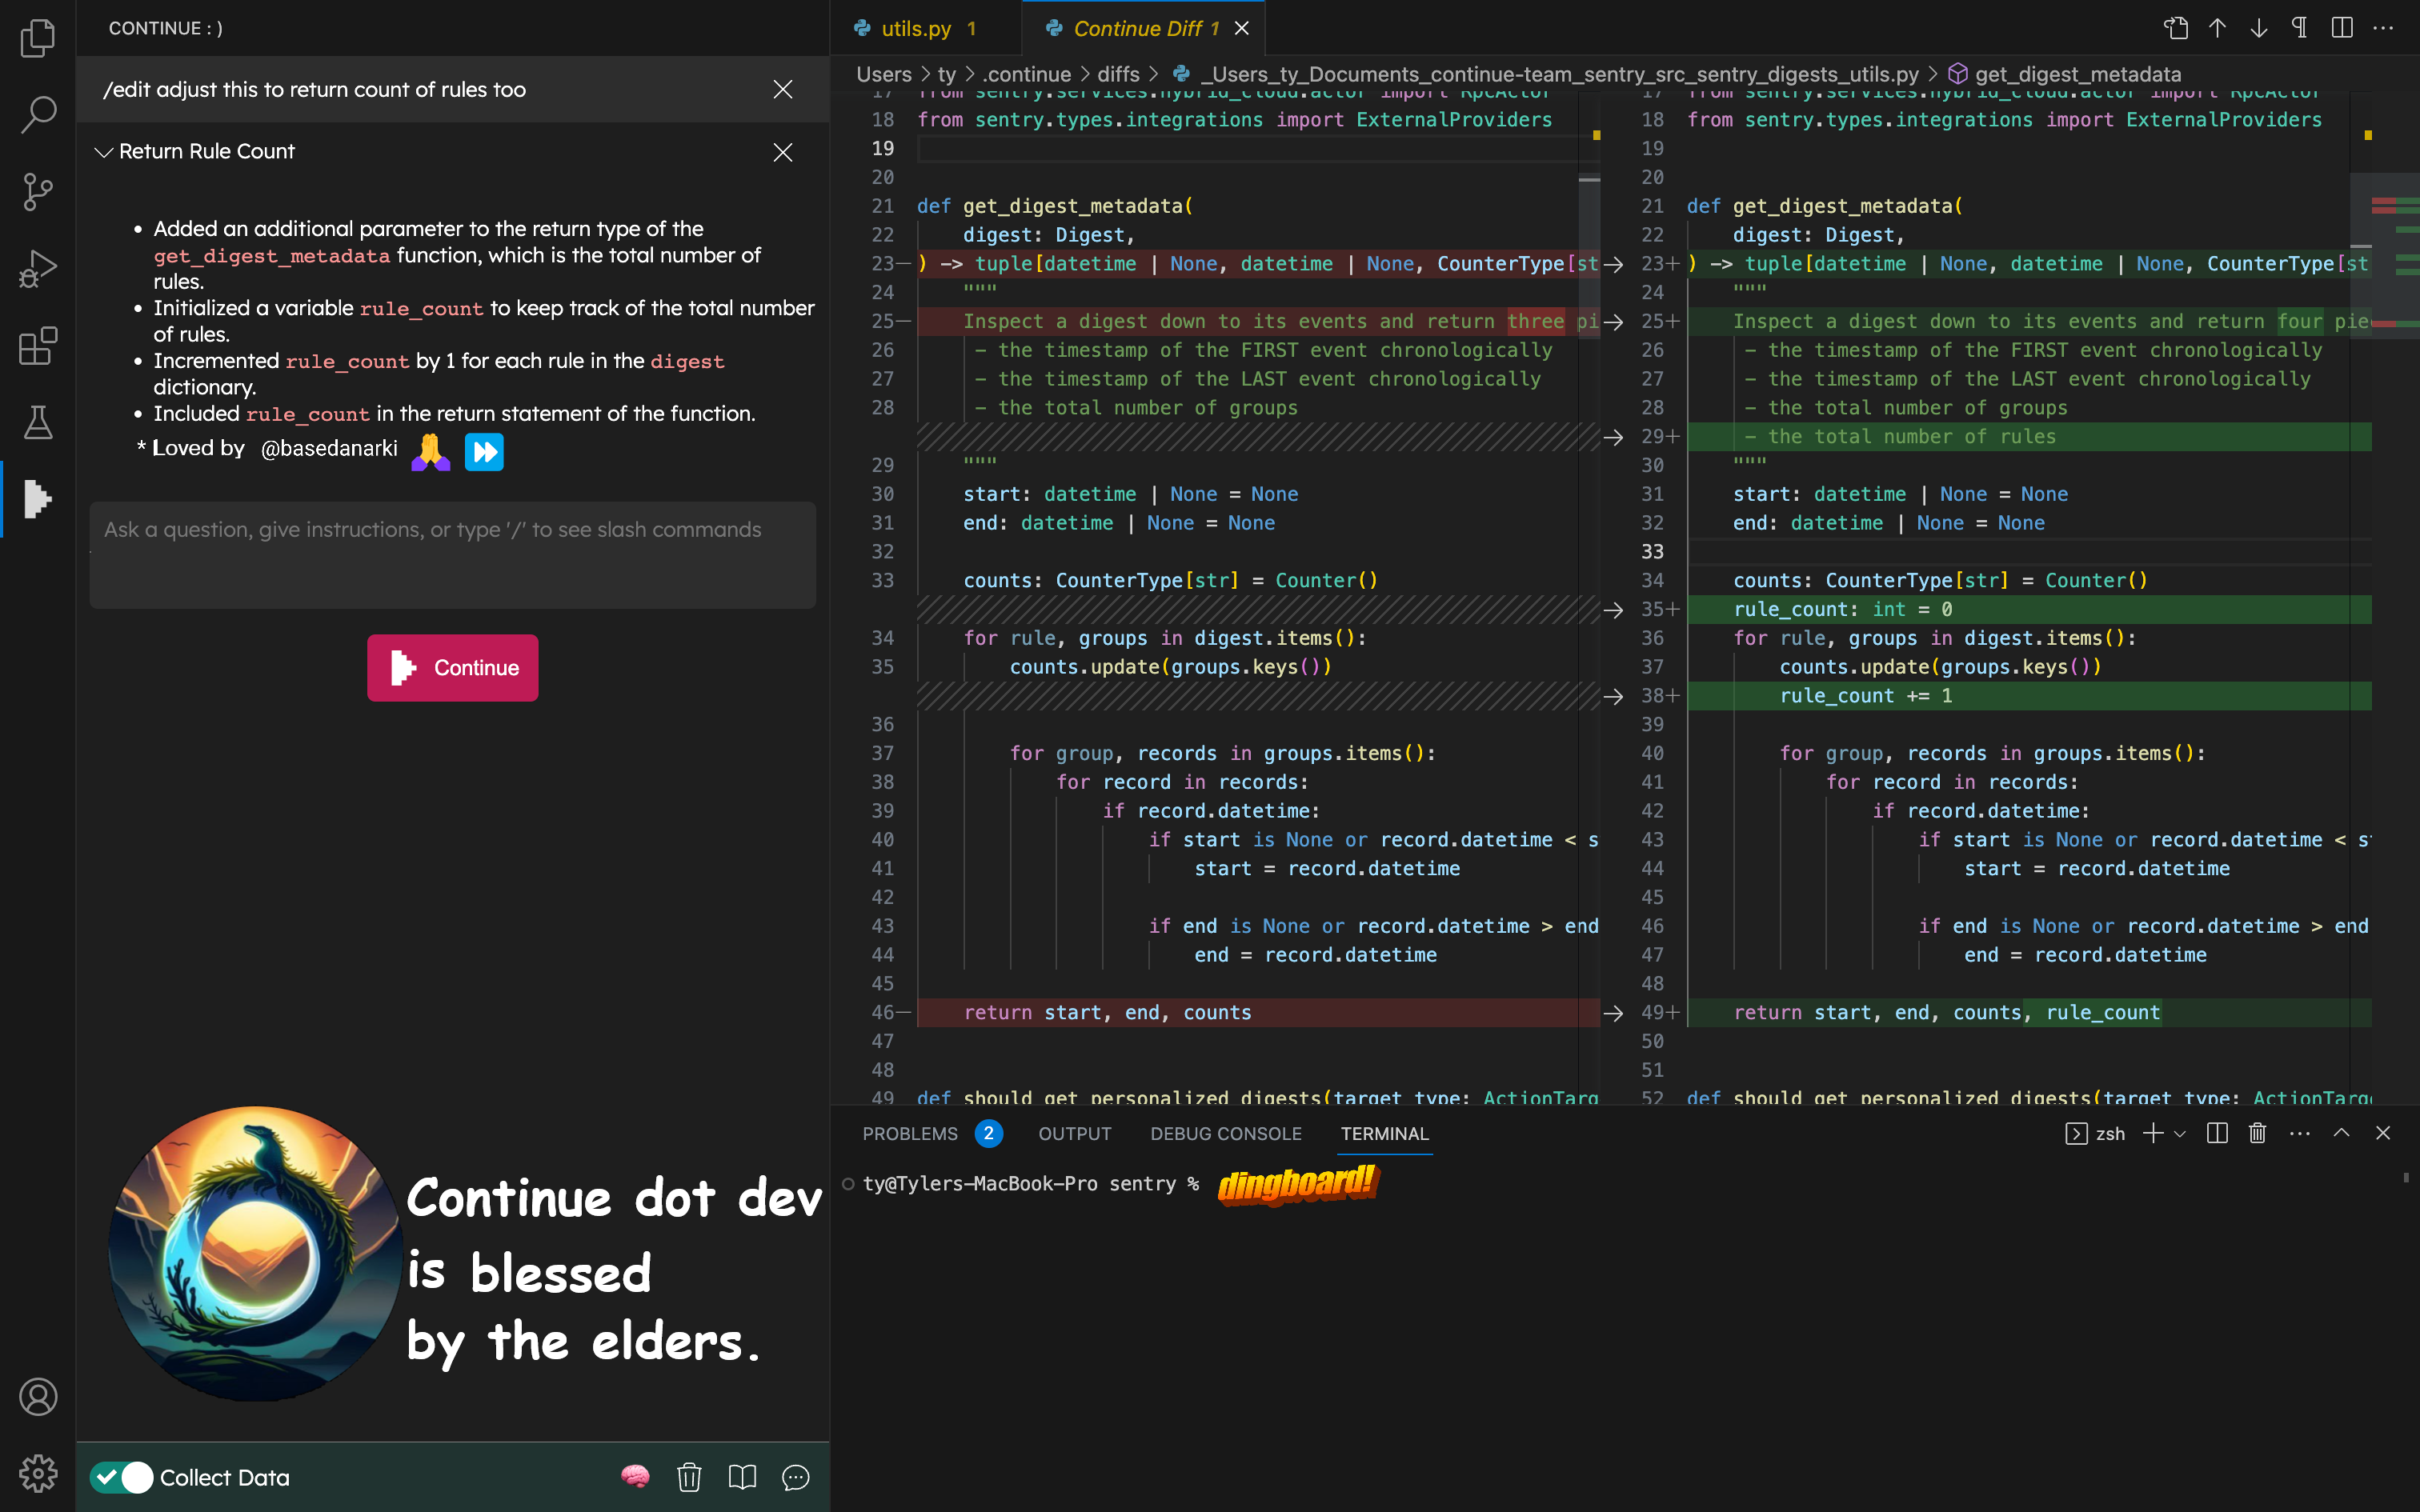 CONTINUE : )
/edit adjust this to return count of rules too
Return Rule Count
• Added an additional parameter to the return type of the
get_digest_metadata function, which is the total number of
rules.
• Initialized a variable rule_count to keep track of the total number
of rules.
• Incremented rule_count by 1 for each rule in the digest
dictionary.
• Included rule_count in the return statement of the function.
* Loved by @basedanarki
Ask a question, give instructions, or type '/' to see slash commands
Continue
Continue dot dev
is blessed
by the elders.
Collect Data
utils.py 1
Continue Diff 1
Users > ty > .continue > diffs > _Users_ty_Documents_continue-team_sentry_src_sentry_digests_utils.py > get_digest_metadata
17 from sentry.services.hybrid_cloud.actor import RpcActor
18 from sentry.types.integrations import ExternalProviders
19
20
21 def get_digest_metadata(
22 digest: Digest,
23− ) -> tuple[datetime | None, datetime | None, CounterType[st
24 """
25− Inspect a digest down to its events and return three pi
26 - the timestamp of the FIRST event chronologically
27 - the timestamp of the LAST event chronologically
28 - the total number of groups
29 """
30 start: datetime | None = None
31 end: datetime | None = None
32
33 counts: CounterType[str] = Counter()
34 for rule, groups in digest.items():
35 counts.update(groups.keys())
36
37 for group, records in groups.items():
38 for record in records:
39 if record.datetime:
40 if start is None or record.datetime < s
41 start = record.datetime
42
43 if end is None or record.datetime > end
44 end = record.datetime
45
46− return start, end, counts
47
48
49 def should_get_personalized_digests(target_type: ActionTarg
17 from sentry.services.hybrid_cloud.actor import RpcActor
18 from sentry.types.integrations import ExternalProviders
19
20
21 def get_digest_metadata(
22 digest: Digest,
23+ ) -> tuple[datetime | None, datetime | None, CounterType[st
24 """
25+ Inspect a digest down to its events and return four pie
26 - the timestamp of the FIRST event chronologically
27 - the timestamp of the LAST event chronologically
28 - the total number of groups
29+ - the total number of rules
30 """
31 start: datetime | None = None
32 end: datetime | None = None
33
34 counts: CounterType[str] = Counter()
35+ rule_count: int = 0
36 for rule, groups in digest.items():
37 counts.update(groups.keys())
38+ rule_count += 1
39
40 for group, records in groups.items():
41 for record in records:
42 if record.datetime:
43 if start is None or record.datetime < st
44 start = record.datetime
45
46 if end is None or record.datetime > end
47 end = record.datetime
48
49+ return start, end, counts, rule_count
50
51
52 def should_get_personalized_digests(target_type: ActionTarg
PROBLEMS 2 OUTPUT DEBUG CONSOLE TERMINAL
zsh
ty@Tylers-MacBook-Pro sentry % dingboard!